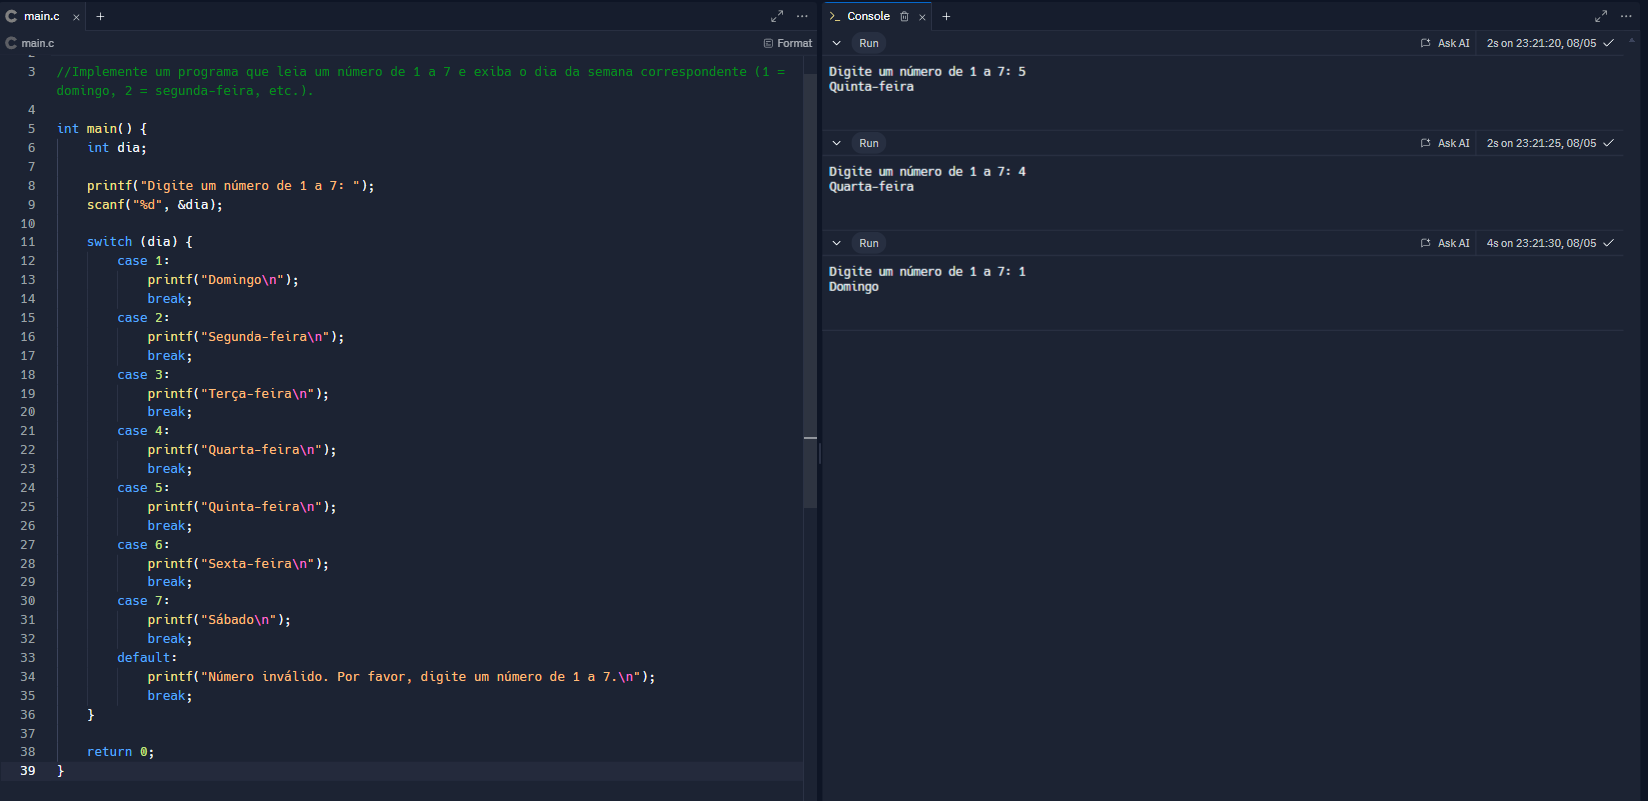 main.c
main.c
Format
3 //Implemente um programa que leia um número de 1 a 7 e exiba o dia da semana correspondente (1 =
domingo, 2 = segunda-feira, etc.).
4
5 int main() {
6 int dia;
7
8 printf("Digite um número de 1 a 7: ");
9 scanf("%d", &dia);
10
11 switch (dia) {
12 case 1:
13 printf("Domingo\n");
14 break;
15 case 2:
16 printf("Segunda-feira\n");
17 break;
18 case 3:
19 printf("Terça-feira\n");
20 break;
21 case 4:
22 printf("Quarta-feira\n");
23 break;
24 case 5:
25 printf("Quinta-feira\n");
26 break;
27 case 6:
28 printf("Sexta-feira\n");
29 break;
30 case 7:
31 printf("Sábado\n");
32 break;
33 default:
34 printf("Número inválido. Por favor, digite um número de 1 a 7.\n");
35 break;
36 }
37
38 return 0;
39 }
Console
Run Ask AI 2s on 23:21:20, 08/05
Digite um número de 1 a 7: 5
Quinta-feira
Run Ask AI 2s on 23:21:25, 08/05
Digite um número de 1 a 7: 4
Quarta-feira
Run Ask AI 4s on 23:21:30, 08/05
Digite um número de 1 a 7: 1
Domingo